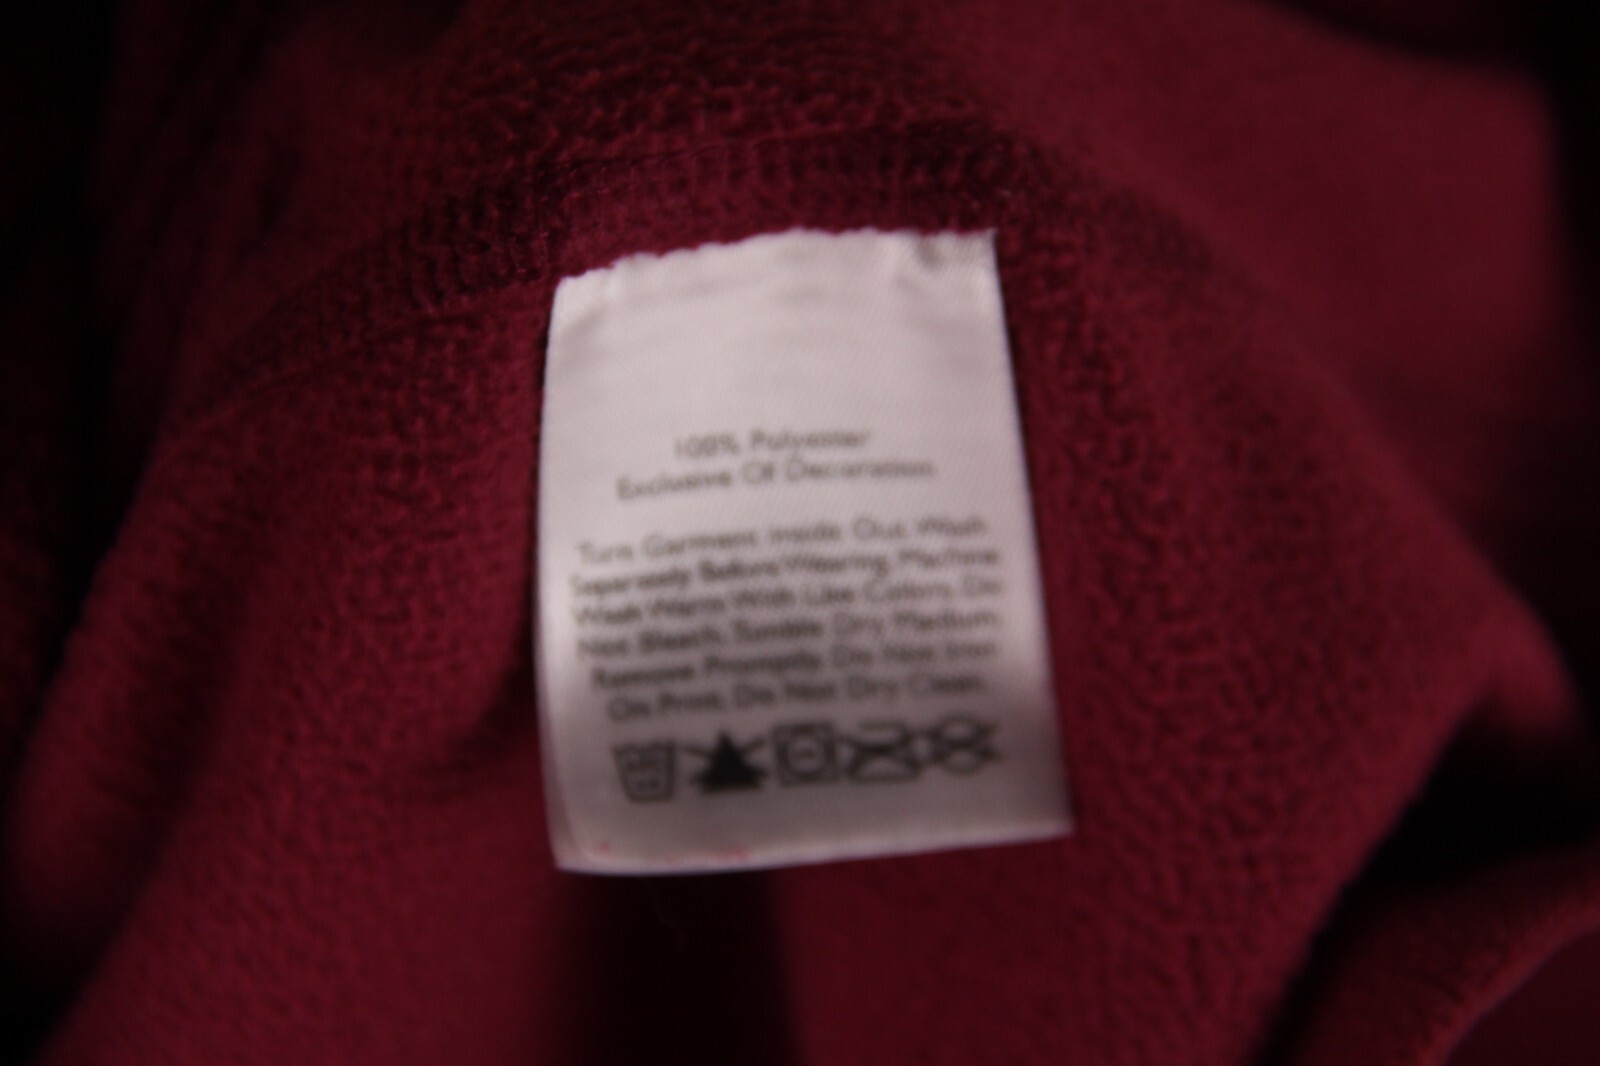 100% Polyester
Exclusive Of Decoration
Turn Garment Inside Out. Wash
Separately Before Wearing. Machine
Wash Warm With Like Colors. Do
Not Bleach. Tumble Dry Medium.
Remove Promptly. Do Not Iron
On Print. Do Not Dry Clean.